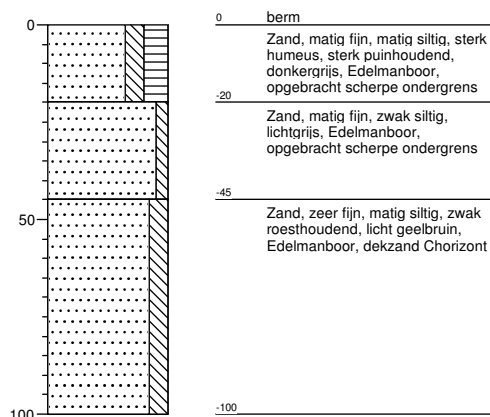 0
0 berm
Zand, matig fijn, matig siltig, sterk
humeus, sterk puinhoudend,
donkergrijs, Edelmanboor,
opgebracht scherpe ondergrens
-20
Zand, matig fijn, zwak siltig,
lichtgrijs, Edelmanboor,
opgebracht scherpe ondergrens
-45
Zand, zeer fijn, matig siltig, zwak
roesthoudend, licht geelbruin,
Edelmanboor, dekzand Chorizont
50
100
-100